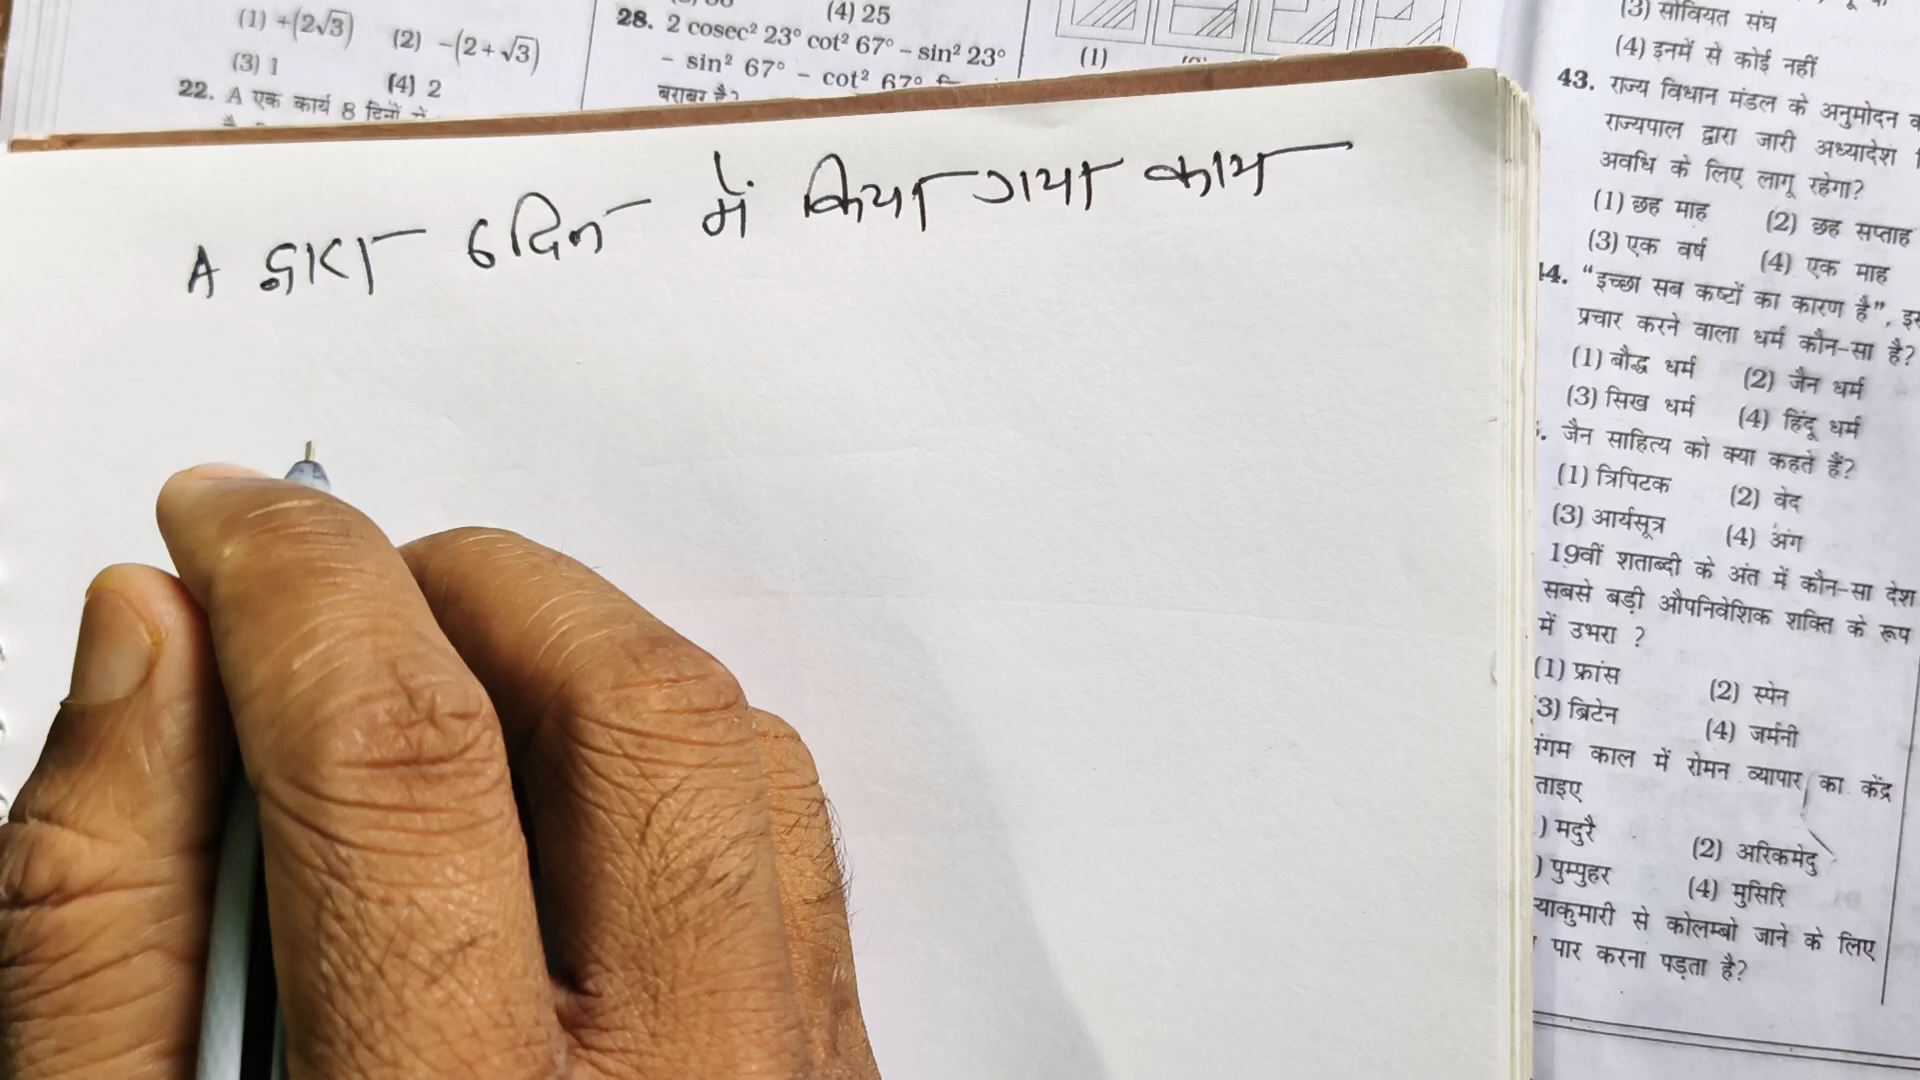 (1) +(2√3) (2) −(2+√3)
(3) 1 (4) 2
22. A एक कार्य 8 दिनों में
(4) 25
28. 2 cosec² 23° cot² 67° − sin² 23°
− sin² 67° − cot² 67°
बराबर है?
(1)
A द्वारा 6 दिन में किया गया कार्य
(3) सोवियत संघ
(4) इनमें से कोई नहीं
43. राज्य विधान मंडल के अनुमोदन
राज्यपाल द्वारा जारी अध्यादेश
अवधि के लिए लागू रहेगा?
(1) छह माह (2) छह सप्ताह
(3) एक वर्ष (4) एक माह
44. “इच्छा सब कष्टों का कारण है”,
प्रचार करने वाला धर्म कौन-सा है?
(1) बौद्ध धर्म (2) जैन धर्म
(3) सिख धर्म (4) हिंदू धर्म
जैन साहित्य को क्या कहते हैं?
(1) त्रिपिटक (2) वेद
(3) आर्यसूत्र (4) अंग
19वीं शताब्दी के अंत में कौन-सा देश
सबसे बड़ी औपनिवेशिक शक्ति के रूप
में उभरा ?
(1) फ्रांस (2) स्पेन
3) ब्रिटेन (4) जर्मनी
काल में रोमन व्यापार का केंद्र
ताइए
) मदुरै (2) अरिकमेदु
) पुम्पुहर (4) मुसिरि
याकुमारी से कोलम्बो जाने के लिए
पार करना पड़ता है?